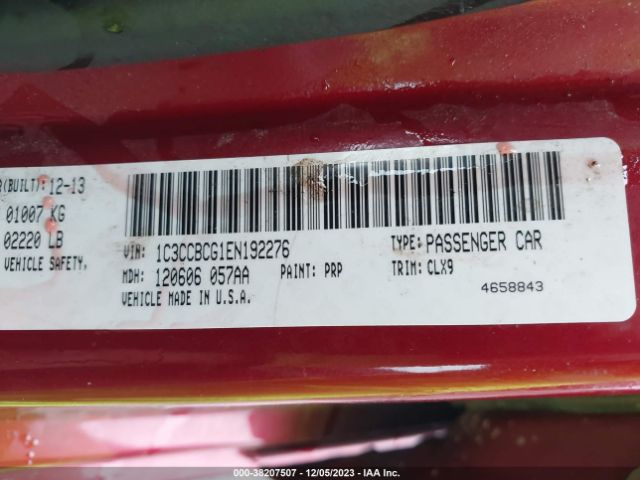 (BUILT): 12-13
01007 KG
02220 LB
VEHICLE SAFETY.
VIN: 1C3CCBCG1EN192276
TYPE: PASSENGER CAR
MDH: 120606 057AA
PAINT: PRP
TRIM: CLX9
VEHICLE MADE IN U.S.A.
4658843
000-38207507 - 12/05/2023 - IAA Inc.